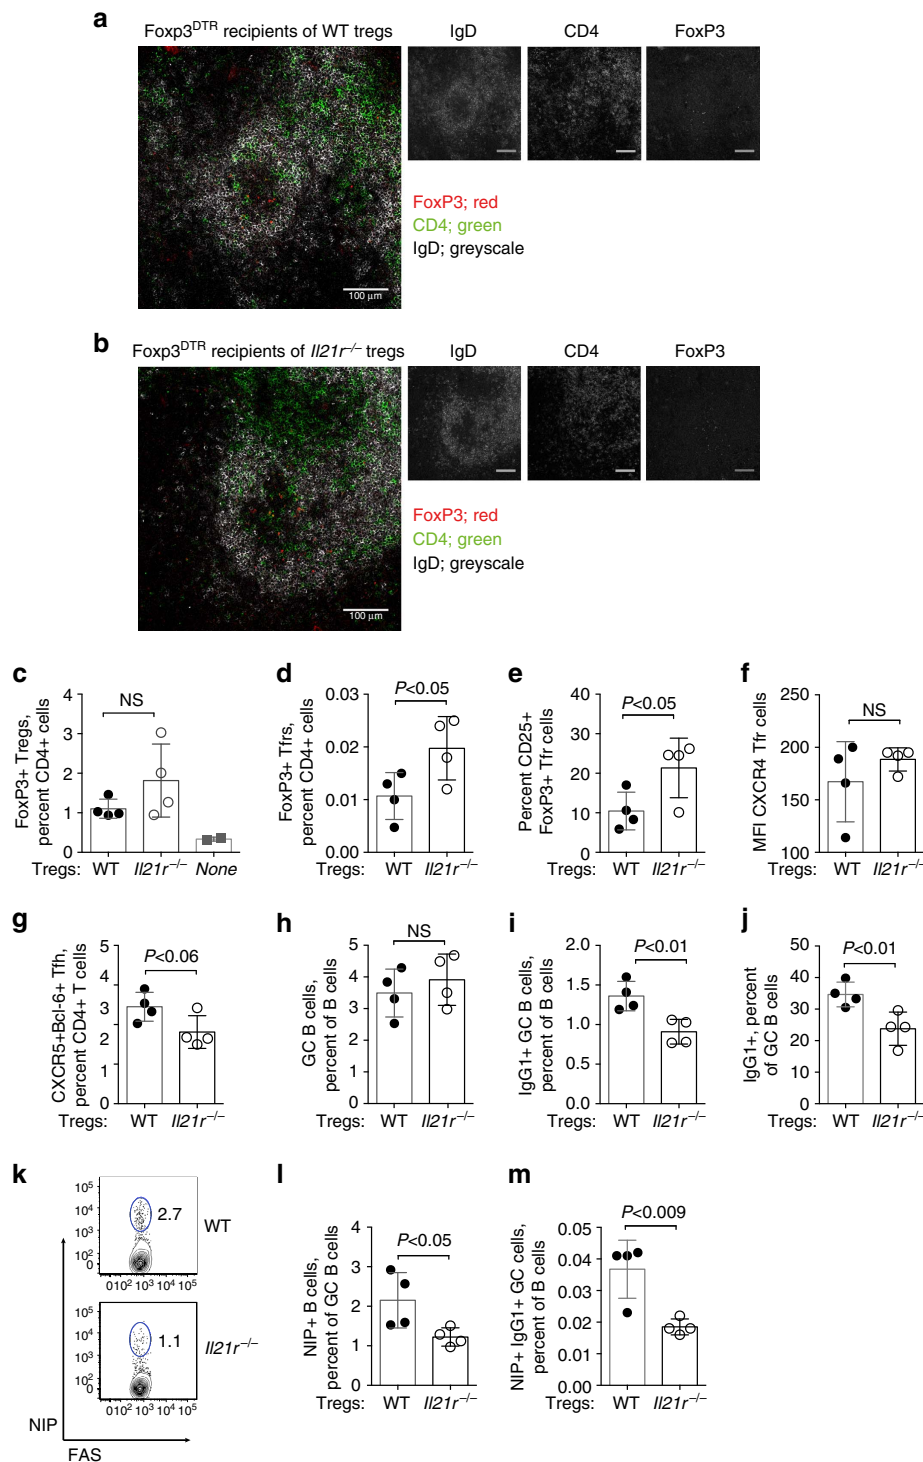 a
Foxp3DTR recipients of WT tregs
IgD
CD4
FoxP3
FoxP3; red
CD4; green
IgD; greyscale
100 µm
b
Foxp3DTR recipients of Il21r−/− tregs
IgD
CD4
FoxP3
FoxP3; red
CD4; green
IgD; greyscale
100 µm
c
FoxP3+ Tregs,
percent CD4+ cells
4
3
2
1
0
NS
Tregs: WT Il21r−/− None
d
FoxP3+ Tfrs,
percent CD4+ cells
0.03
0.02
0.01
0.00
P<0.05
WT Il21r−/−
e
Percent CD25+
FoxP3+ Tfr cells
40
30
20
10
0
P<0.05
WT Il21r−/−
f
MFI CXCR4 Tfr cells
250
200
150
100
NS
WT Il21r−/−
g
CXCR5+Bcl-6+ Tfh,
percent CD4+ T cells
5
3
2
2
0
P<0.06
Tregs: WT Il21r−/−
h
GC B cells,
percent of B cells
5
4
3
2
1
0
NS
WT Il21r−/−
i
IgG1+ GC B cells,
percent of B cells
2.0
1.5
1.0
0.5
0.0
P<0.01
WT Il21r−/−
j
IgG1+, percent
of GC B cells
50
40
30
20
10
0
P<0.01
WT Il21r−/−
k
105
104
103
102
0
2.7
WT
0 102 103 104 105
105
104
103
102
0
1.1
Il21r−/−
0 102 103 104 105
NIP
FAS
l
NIP+ B cells,
percent of GC B cells
4
3
2
1
0
P<0.05
Tregs: WT Il21r−/−
m
NIP+ IgG1+ GC cells,
percent of B cells
0.05
0.04
0.03
0.02
0.01
0.00
P<0.009
Tregs: WT Il21r−/−